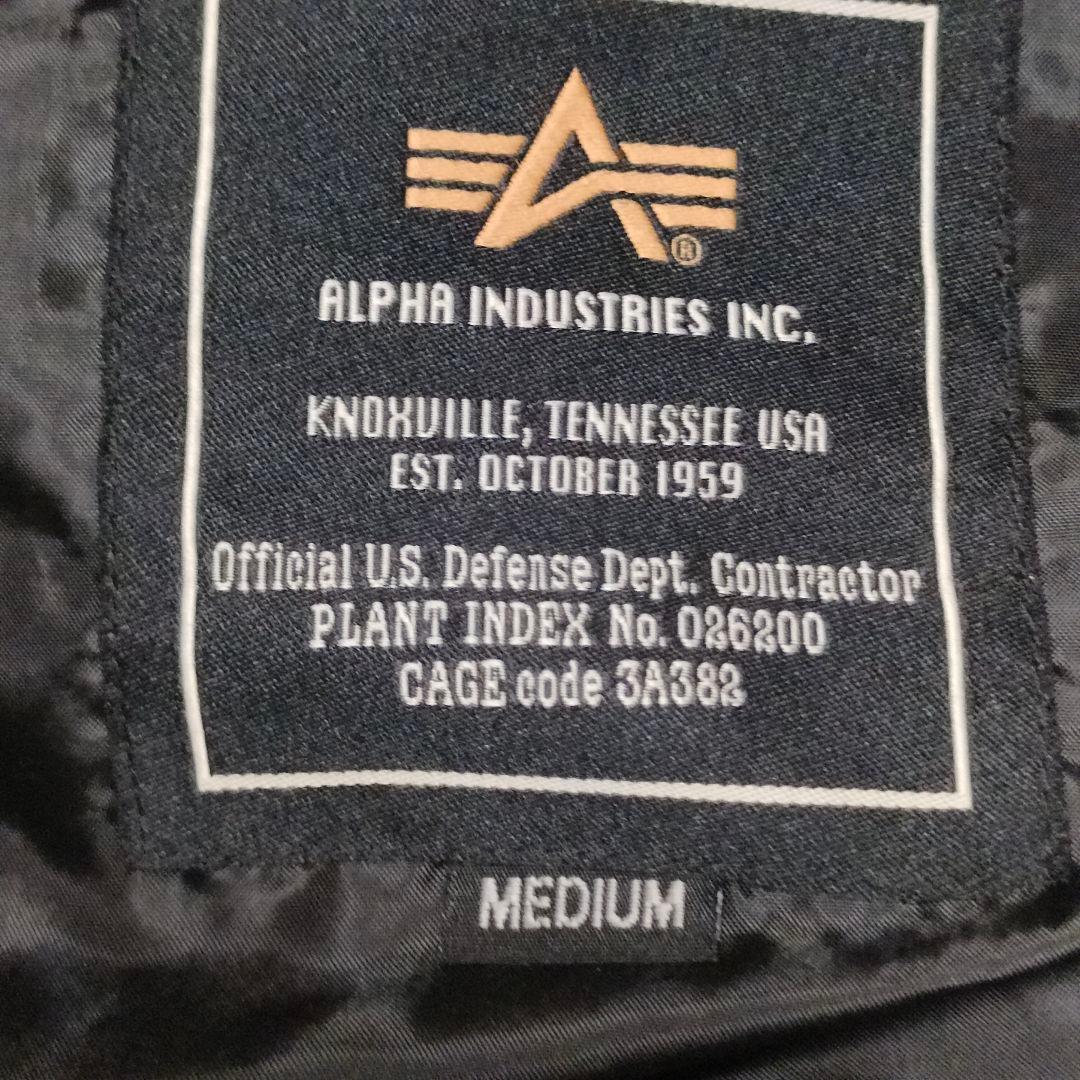 ALPHA INDUSTRIES INC.
KNOXVILLE, TENNESSEE USA
EST. OCTOBER 1959
Official U.S. Defense Dept. Contractor
PLANT INDEX No. 026200
CAGE code 3A382
MEDIUM